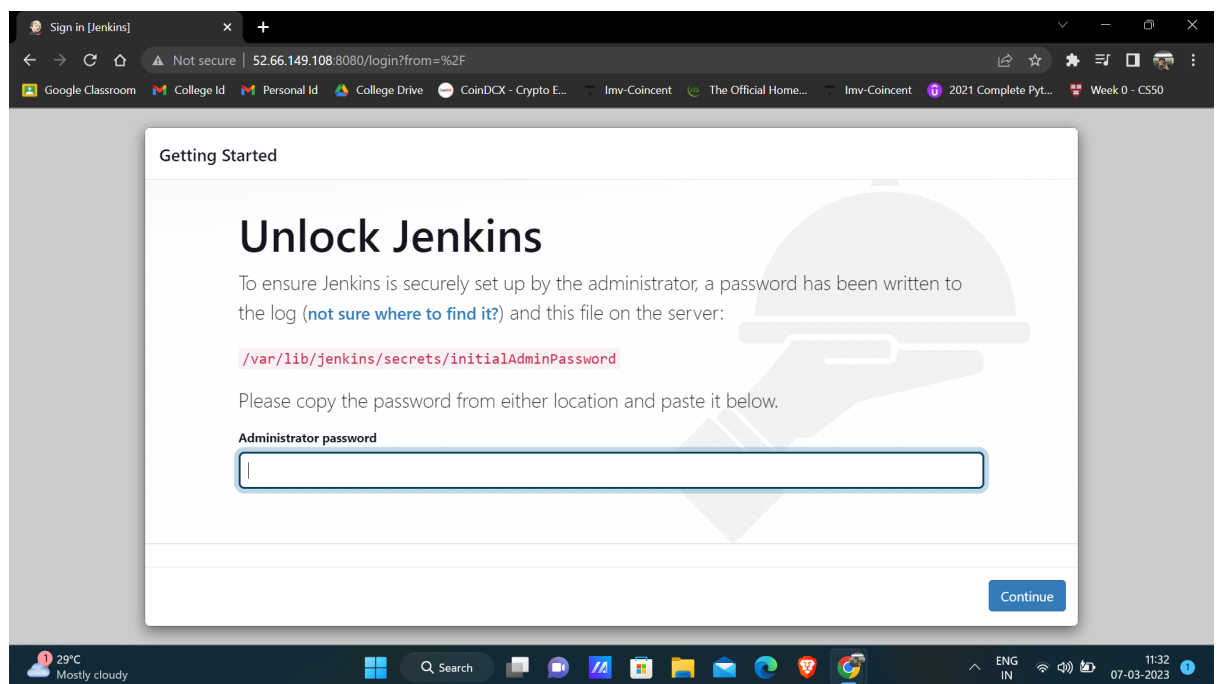 Sign in [Jenkins]
Not secure | 52.66.149.108:8080/login?from=%2F
Google Classroom College Id Personal Id College Drive CoinDCX - Crypto E... Imv-Coincent The Official Home... Imv-Coincent 2021 Complete Pyt... Week 0 - CS50
Getting Started
Unlock Jenkins
To ensure Jenkins is securely set up by the administrator, a password has been written to
the log (not sure where to find it?) and this file on the server:
/var/lib/jenkins/secrets/initialAdminPassword
Please copy the password from either location and paste it below.
Administrator password
Continue
1 29°C
Mostly cloudy
Search
ENG
IN
11:32
07-03-2023
1